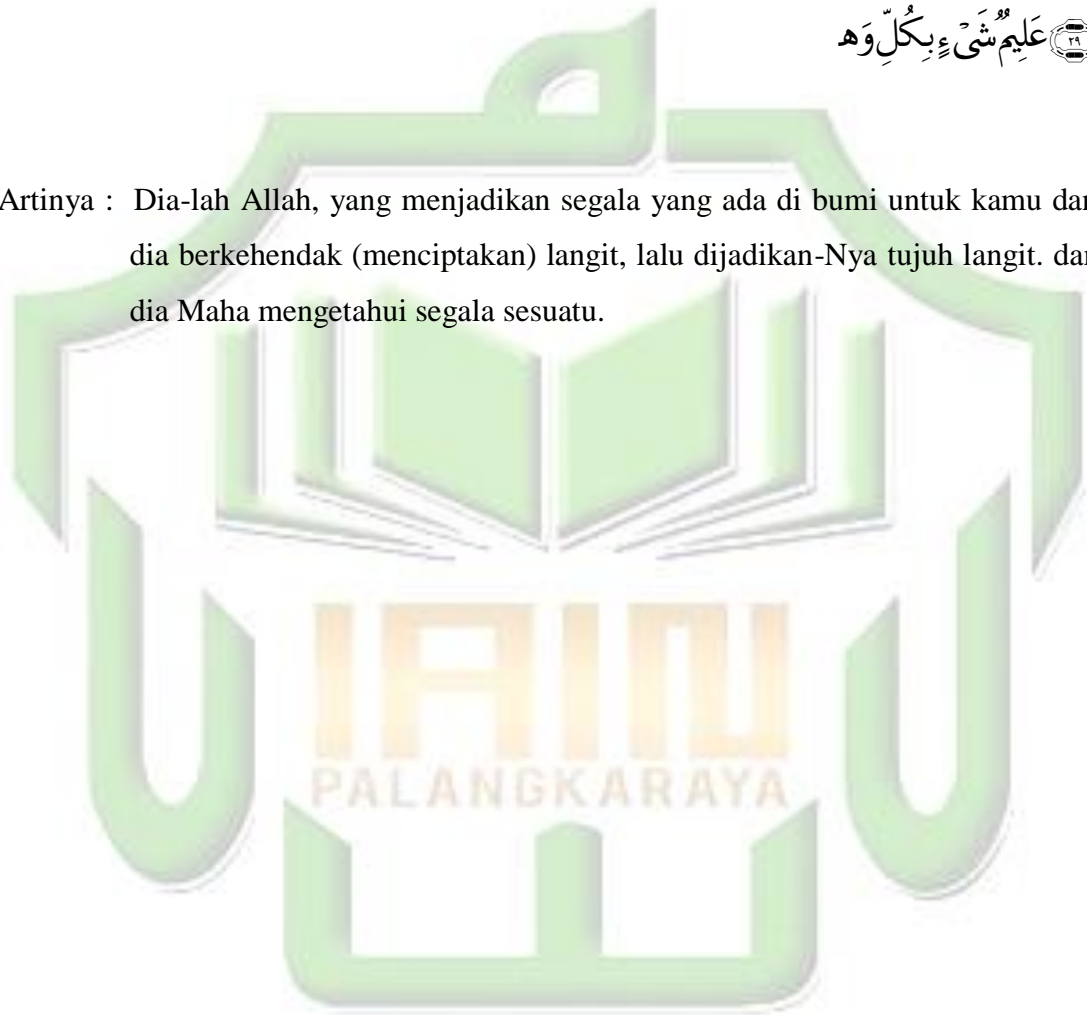 عَلِيمٌ شَىْءٍ بِكُلِّ وَه ٢٩
Artinya : Dia-lah Allah, yang menjadikan segala yang ada di bumi untuk kamu dan
dia berkehendak (menciptakan) langit, lalu dijadikan-Nya tujuh langit. dan
dia Maha mengetahui segala sesuatu.
IAIN
PALANGKARAYA